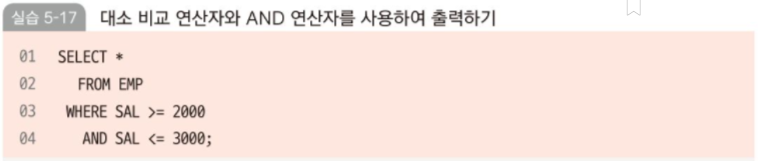 실습 5-17 대소 비교 연산자와 AND 연산자를 사용하여 출력하기
01 SELECT *
02 FROM EMP
03 WHERE SAL >= 2000
04 AND SAL <= 3000;